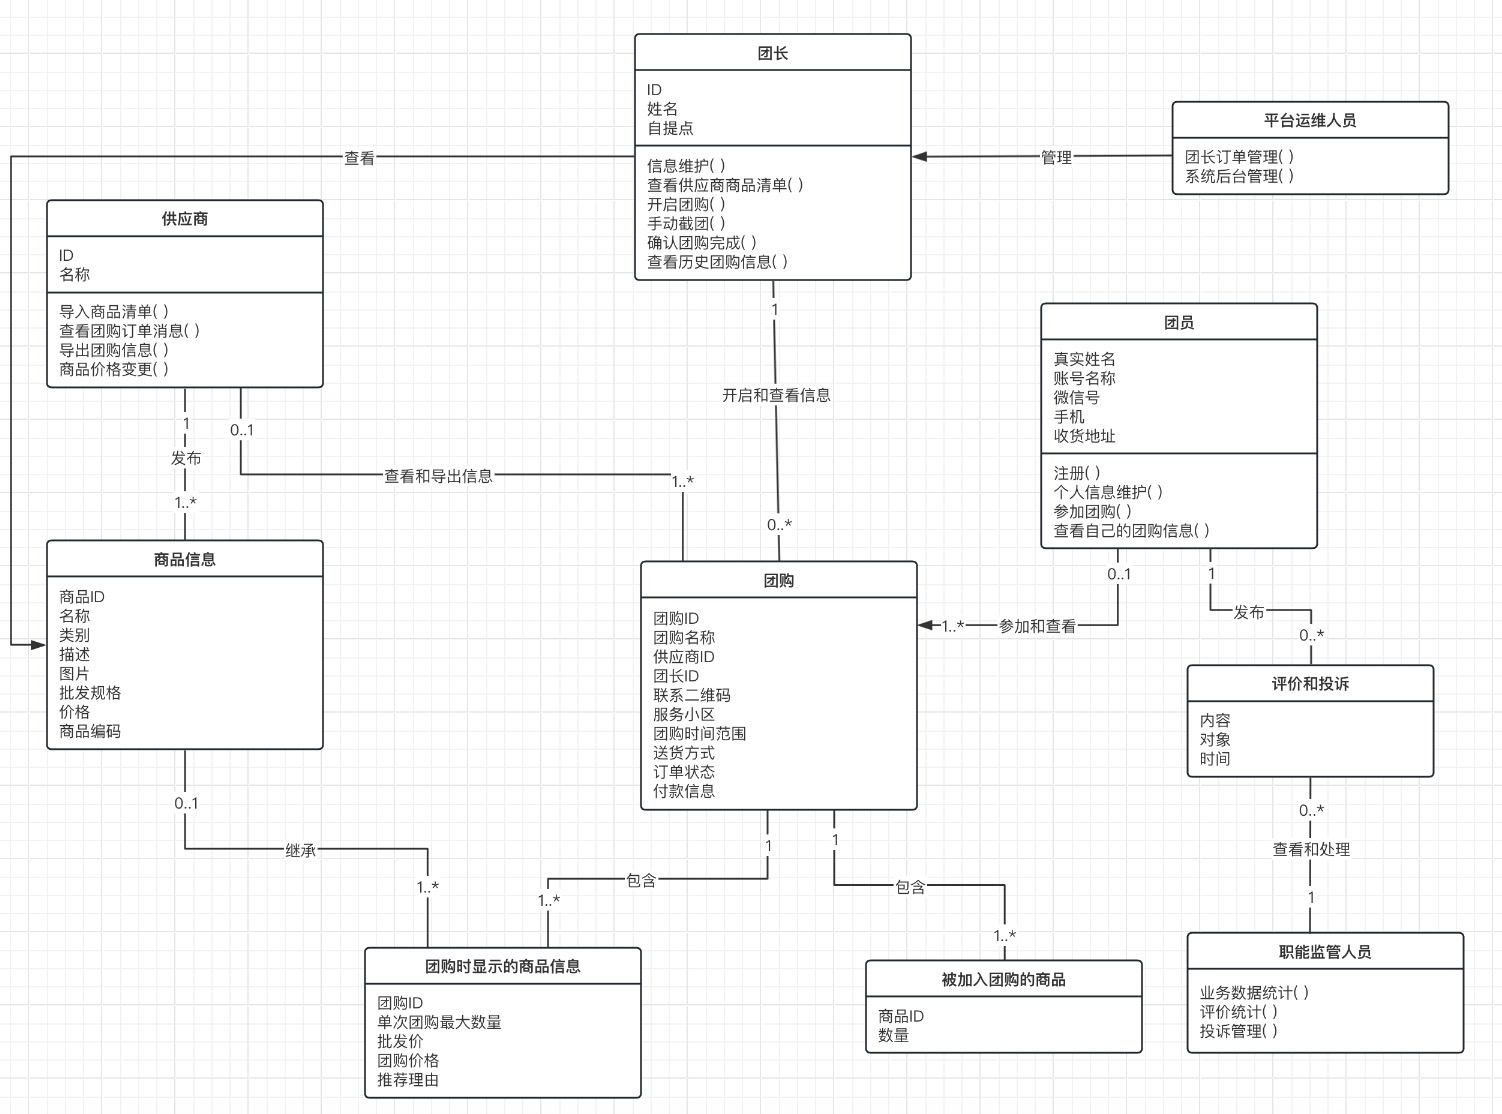 团长
ID
姓名
自提点
信息维护( )
查看供应商商品清单( )
开启团购( )
手动截团( )
确认团购完成( )
查看历史团购信息( )
平台运维人员
团长订单管理( )
系统后台管理( )
管理
查看
供应商
ID
名称
导入商品清单( )
查看团购订单消息( )
导出团购信息( )
商品价格变更( )
1
发布
1..*
0..1
查看和导出信息
1..*
1
开启和查看信息
0..*
团员
真实姓名
账号名称
微信号
手机
收货地址
注册( )
个人信息维护( )
参加团购( )
查看自己的团购信息( )
0..1
参加和查看
1..*
1
发布
0..*
商品信息
商品ID
名称
类别
描述
图片
批发规格
价格
商品编码
团购
团购ID
团购名称
供应商ID
团长ID
联系二维码
服务小区
团购时间范围
送货方式
订单状态
付款信息
评价和投诉
内容
对象
时间
0..*
查看和处理
1
0..1
继承
1..*
1
包含
1..*
1
包含
1..*
团购时显示的商品信息
团购ID
单次团购最大数量
批发价
团购价格
推荐理由
被加入团购的商品
商品ID
数量
职能监管人员
业务数据统计( )
评价统计( )
投诉管理( )